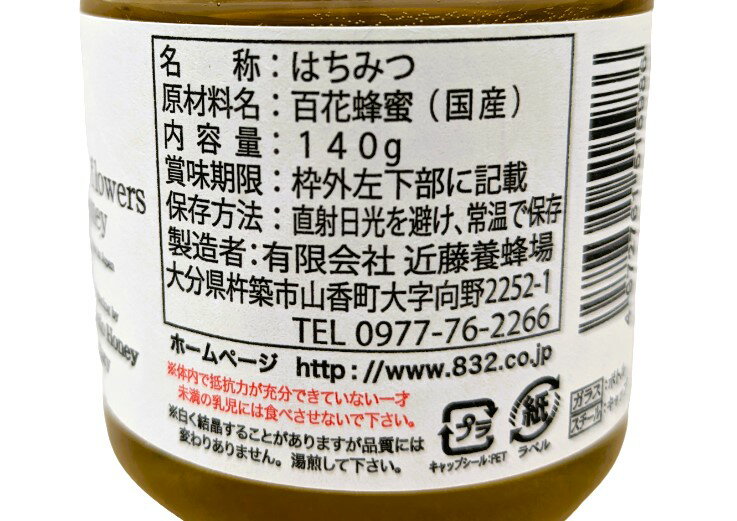 名　称：はちみつ
原材料名：百花蜂蜜（国産）
内 容 量：１４０g
賞味期限：枠外左下部に記載
保存方法：直射日光を避け、常温で保存
製造者：有限会社 近藤養蜂場
大分県杵築市山香町大字向野2252-1
TEL 0977-76-2266
ホームページ http://www.832.co.jp
※体内で抵抗力が充分できていない一才
未満の乳児には食べさせないで下さい。
※白く結晶することがありますが品質には
変わりありません。湯煎して下さい。
プラ
キャップシール:PET
紙
ラベル
ガラス
スチール
flowers
Honey